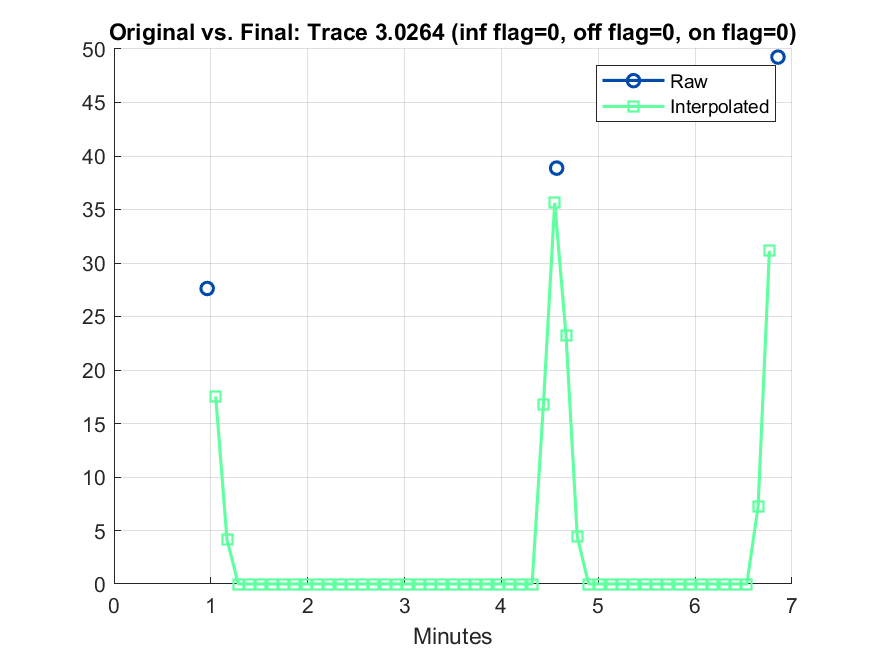 Original vs. Final: Trace 3.0264 (inf flag=0, off flag=0, on flag=0)
50
45
40
35
30
25
20
15
10
5
0
Raw
Interpolated
0 1 2 3 4 5 6 7
Minutes